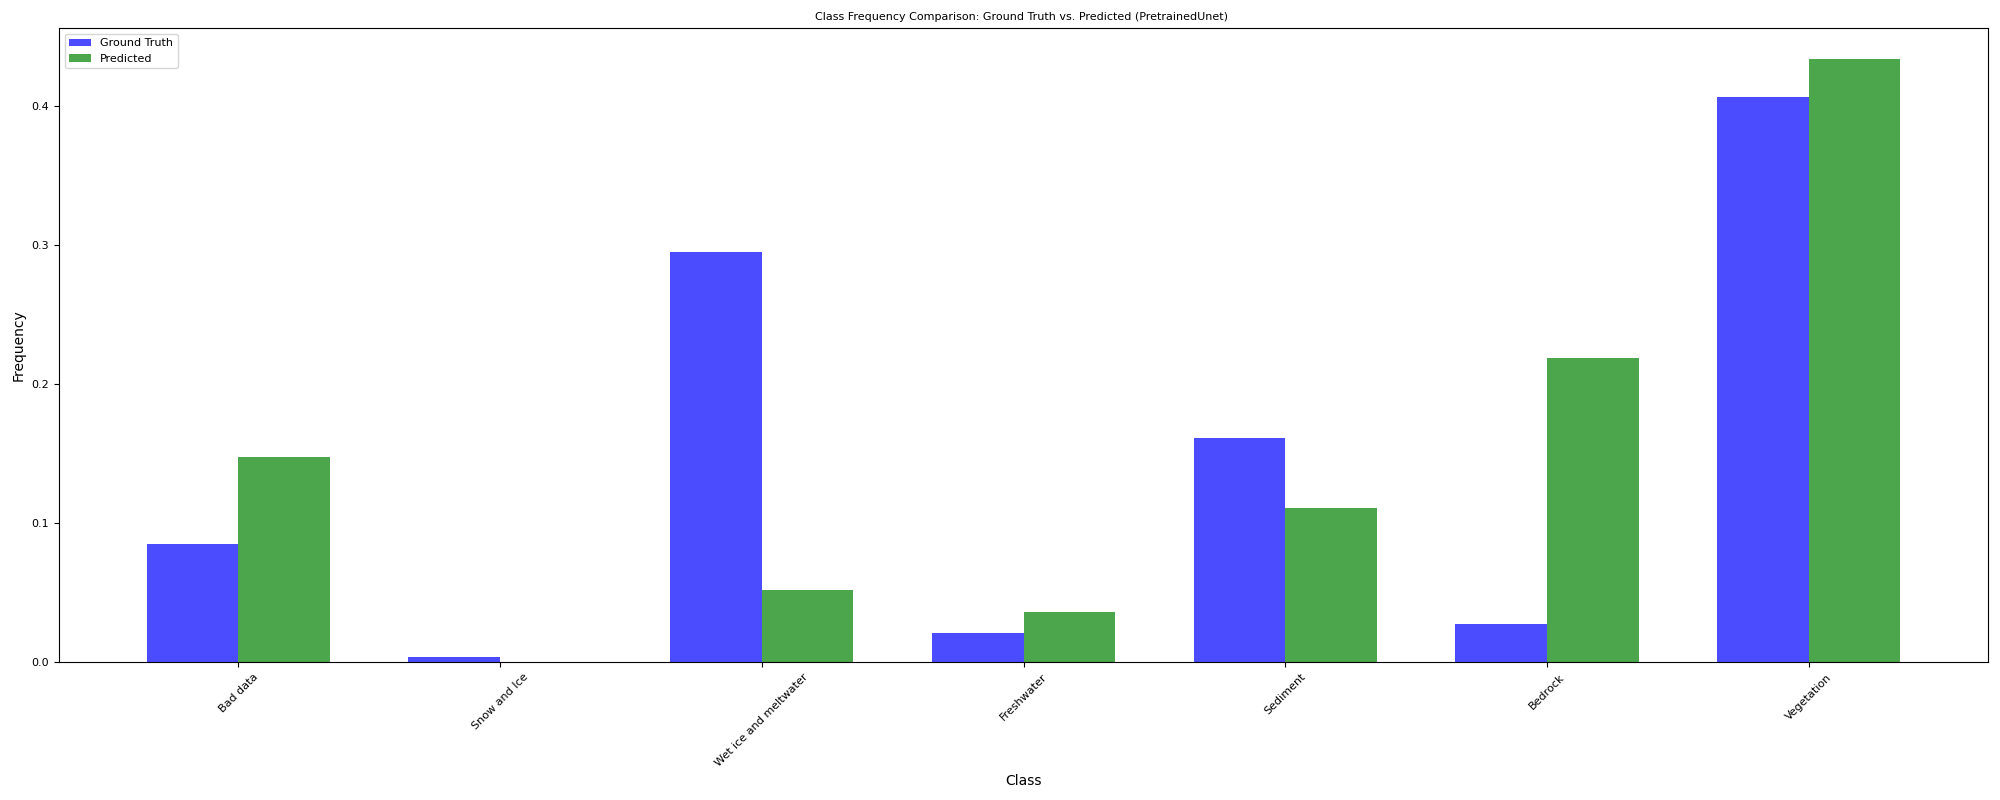 Class Frequency Comparison: Ground Truth vs. Predicted (PretrainedUnet)
Ground Truth
Predicted
Frequency
0.4
0.3
0.2
0.1
0.0
Bad data
Snow and Ice
Wet ice and meltwater
Freshwater
Sediment
Bedrock
Vegetation
Class